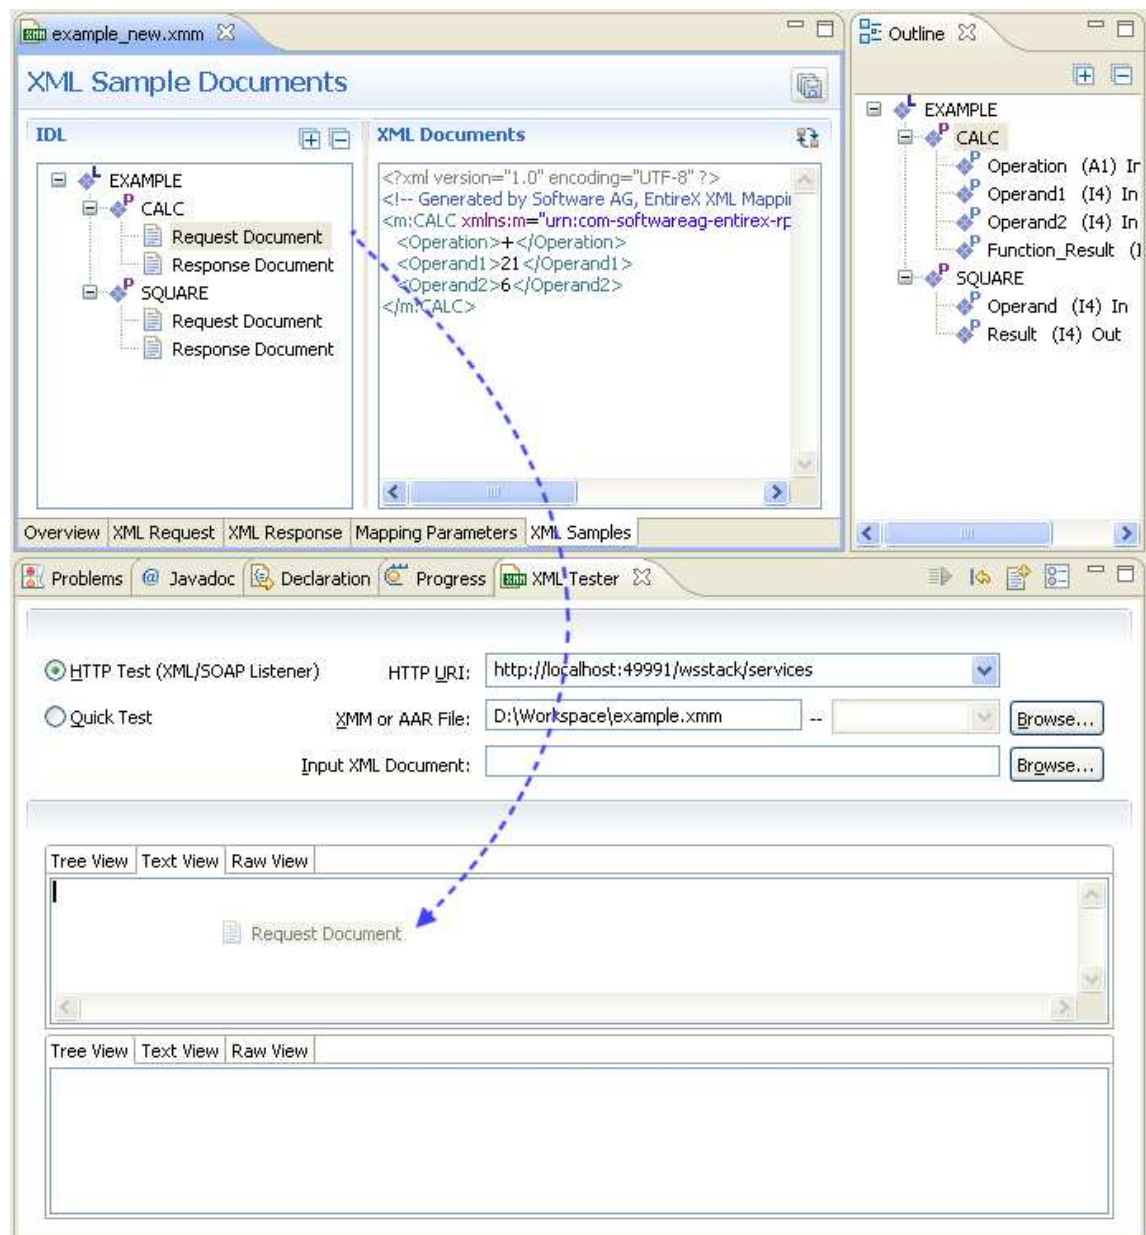 example_new.xmm
XML Sample Documents
IDL
EXAMPLE
CALC
Request Document
Response Document
SQUARE
Request Document
Response Document
XML Documents
<?xml version="1.0" encoding="UTF-8" ?>
<!-- Generated by Software AG, EntireX XML Mappi
<m:CALC xmlns:m="urn:com-softwareag-entirex-rp
<Operation>+</Operation>
<Operand1>21</Operand1>
<Operand2>6</Operand2>
</m:CALC>
Overview XML Request XML Response Mapping Parameters XML Samples
Outline
EXAMPLE
CALC
Operation (A1) In
Operand1 (I4) In
Operand2 (I4) In
Function_Result (I
SQUARE
Operand (I4) In
Result (I4) Out
Problems @ Javadoc Declaration Progress XML Tester
HTTP Test (XML/SOAP Listener) HTTP URI: http://localhost:49991/wsstack/services
Quick Test XMM or AAR File: D:\Workspace\example.xmm -- Browse...
Input XML Document: Browse...
Tree View Text View Raw View
Request Document
Tree View Text View Raw View